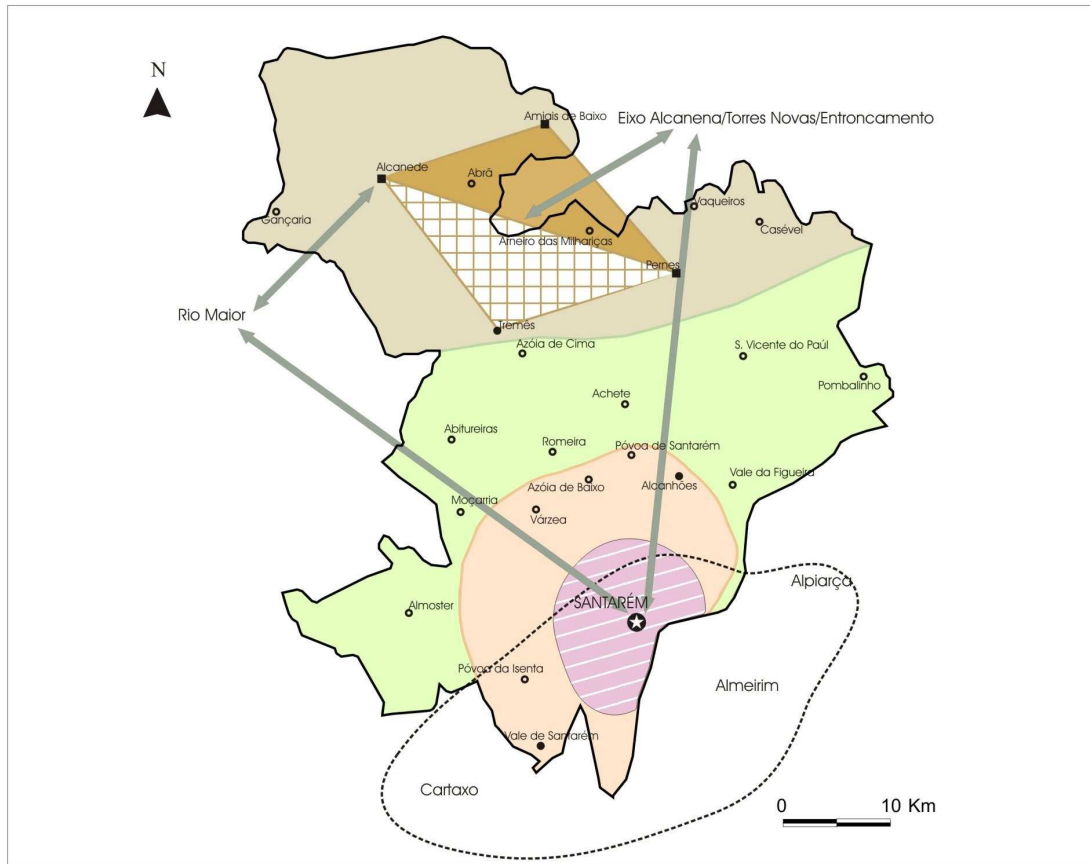 N
Amiais de Baixo
Eixo Alcanena/Torres Novas/Entroncamento
Alcanede
Abrã
Vaqueiros
Gançaria
Casével
Arneiro das Milhariças
Pernes
Rio Maior
Tremês
Azóia de Cima
S. Vicente do Paúl
Pombalinho
Achete
Abitureiras
Romeira
Póvoa de Santarém
Vale da Figueira
Azóia de Baixo
Alcanhões
Moçarria
Várzea
Alpiarça
SANTARÉM
Almoster
Póvoa da Isenta
Almeirim
Vale de Santarém
Cartaxo
0 10 Km